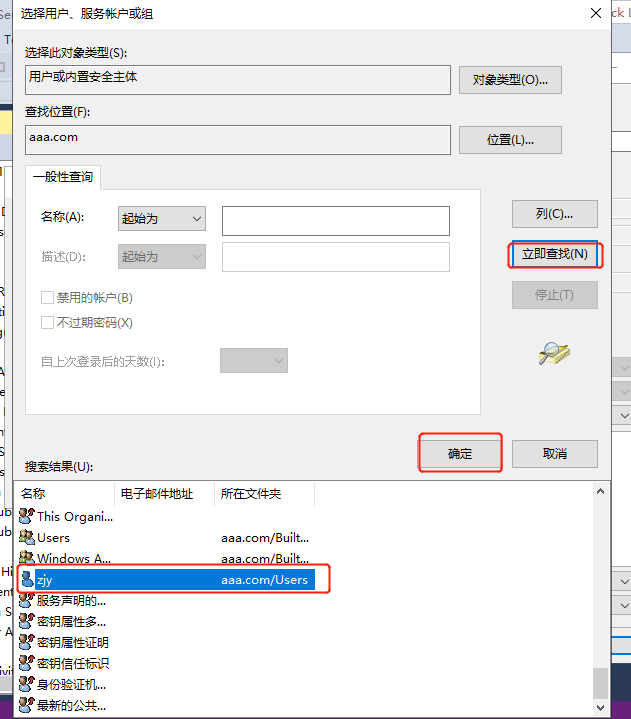 选择用户、服务帐户或组
ck L
选择此对象类型(S):
用户或内置安全主体
对象类型(O)...
查找位置(F):
aaa.com
位置(L)...
一般性查询
名称(A):
起始为
列(C)...
描述(D):
起始为
立即查找(N)
禁用的帐户(B)
停止(T)
不过期密码(X)
自上次登录后的天数(I):
确定
取消
搜索结果(U):
名称
电子邮件地址
所在文件夹
This Organi...
Users
aaa.com/Built...
Windows A...
aaa.com/Built...
zjy
aaa.com/Users
服务声明的...
密钥属性多...
密钥属性证明
密钥信任标识
身份验证机...
最新的公共...